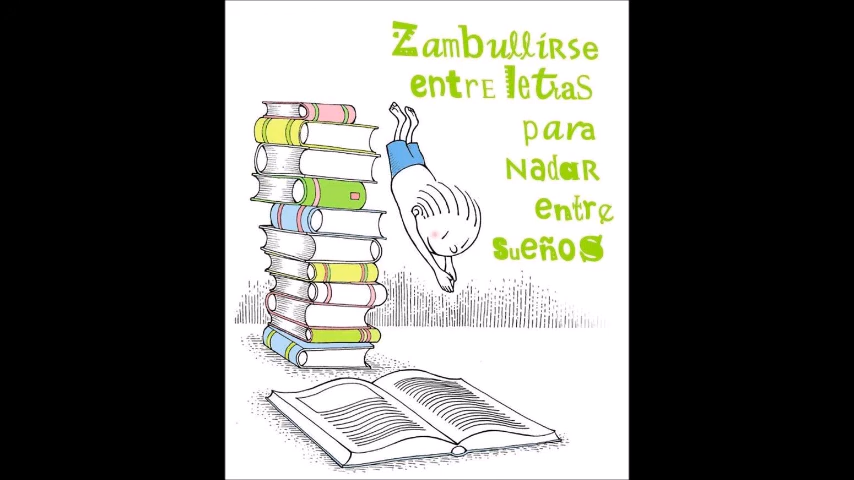 Zambullirse
entre letras
para
Nadar
entre
sueños